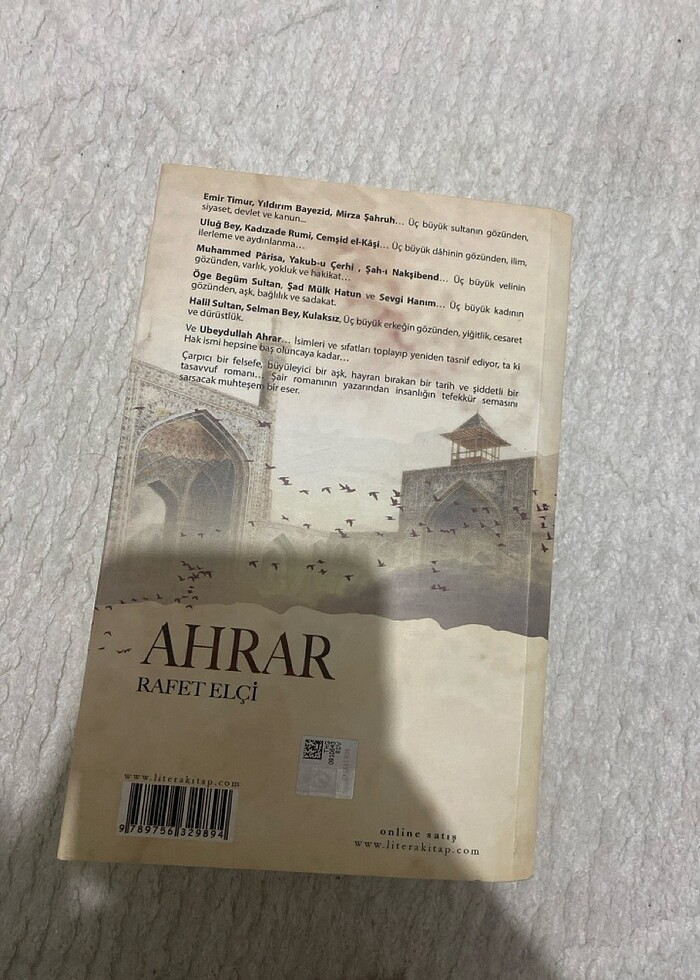 Emir Timur, Yıldırım Bayezid, Mirza Şahruh... Üç büyük sultanın gözünden,
siyaset, devlet ve kanun...
Uluğ Bey, Kadızade Rumi, Cemşid el-Kâşi... Üç büyük dâhinin gözünden, ilim,
ilerleme ve aydınlanma...
Muhammed Pârisa, Yakub-u Çerhi , Şah-ı Nakşibend... Üç büyük velinin
gözünden, varlık, yokluk ve hakikat...
Öge Begüm Sultan, Şad Mülk Hatun ve Sevgi Hanım... Üç büyük kadının
gözünden, aşk, bağlılık ve sadakat.
Halil Sultan, Selman Bey, Kulaksız, Üç büyük erkeğin gözünden, yiğitlik, cesaret
ve dürüstlük.
Ve Ubeydullah Ahrar... İsimleri ve sıfatları toplayıp yeniden tasnif ediyor, ta ki
Hak ismi hepsine baş oluncaya kadar...
Çarpıcı bir felsefe, büyüleyici bir aşk, hayran bırakan bir tarih ve şiddetli bir
tasavvuf romanı... Şair romanının yazarından insanlığın tefekkür semasını
sarsacak muhteşem bir eser.
AHRAR
RAFET ELÇİ
www.literakitap.com
9 789756 329894
online satış
www.literakitap.com